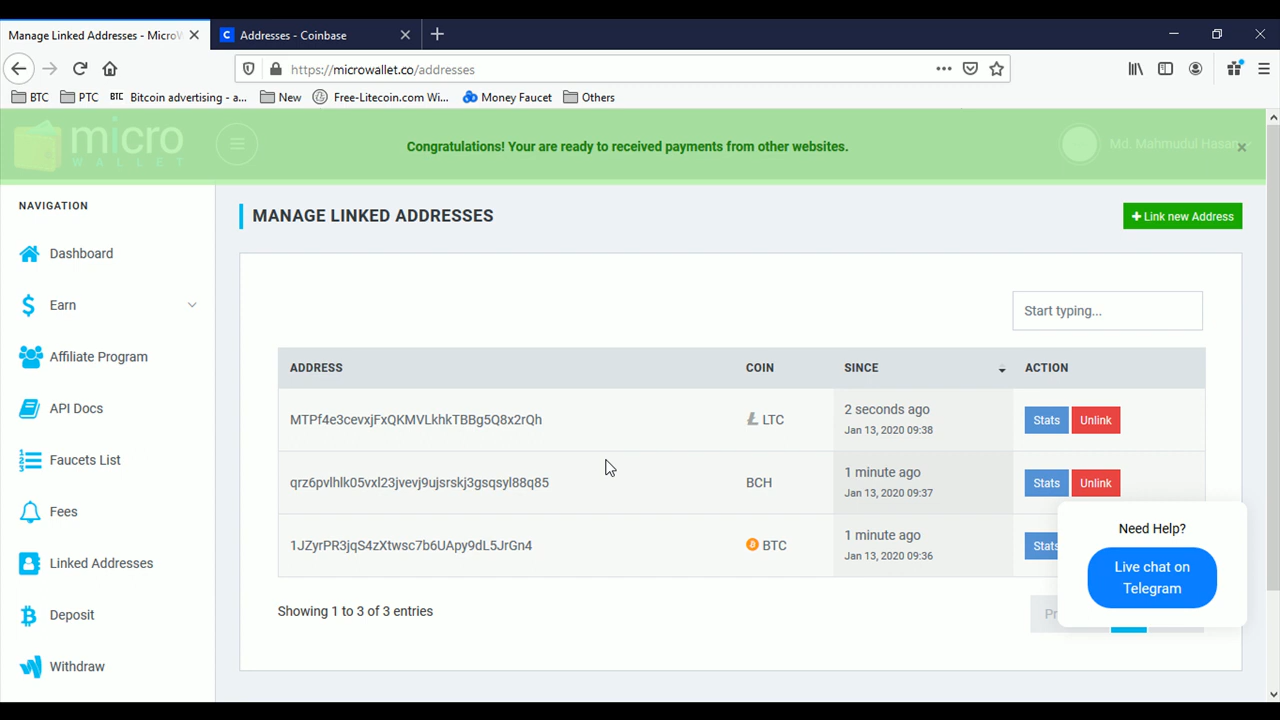 Manage Linked Addresses - MicroW
Addresses - Coinbase
https://microwallet.co/addresses
BTC PTC BTC Bitcoin advertising - a... New Free-Litecoin.com Wi... Money Faucet Others
micro
WALLET
Congratulations! Your are ready to received payments from other websites.
Md. Mahmudul Hasan
NAVIGATION
Dashboard
Earn
Affiliate Program
API Docs
Faucets List
Fees
Linked Addresses
Deposit
Withdraw
MANAGE LINKED ADDRESSES
+ Link new Address
Start typing...
ADDRESS COIN SINCE ACTION
MTPf4e3cevxjFxQKMVLkhkTBBg5Q8x2rQh LTC 2 seconds ago Stats Unlink
Jan 13, 2020 09:38
qrz6pvlhlk05vxl23jvevj9ujsrskj3gsqsyl88q85 BCH 1 minute ago Stats Unlink
Jan 13, 2020 09:37
1JZyrPR3jqS4zXtwsc7b6UApy9dL5JrGn4 BTC 1 minute ago Stats
Jan 13, 2020 09:36
Showing 1 to 3 of 3 entries
Pr
Need Help?
Live chat on
Telegram